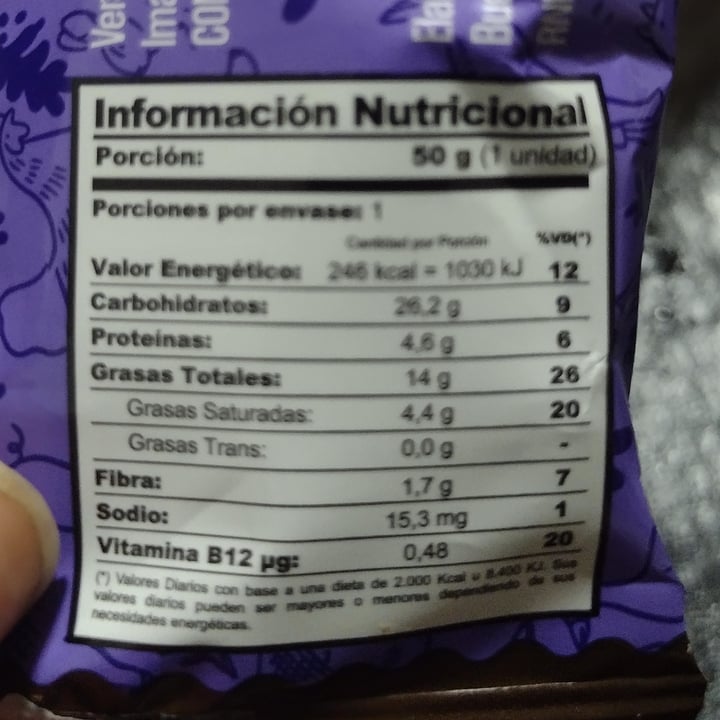 Información Nutricional
Porción: 50 g (1 unidad)
Porciones por envase: 1
Cantidad por Porción %VD(*)
Valor Energético: 246 kcal = 1030 kJ 12
Carbohidratos: 26,2 g 9
Proteinas: 4,6 g 6
Grasas Totales: 14 g 26
Grasas Saturadas: 4,4 g 20
Grasas Trans: 0,0 g -
Fibra: 1,7 g 7
Sodio: 15,3 mg 1
Vitamina B12 µg: 0,48 20
(*) Valores Diarios con base a una dieta de 2.000 Kcal u 8.400 KJ. Sus
valores diarios pueden ser mayores o menores dependiendo de sus
necesidades energéticas.